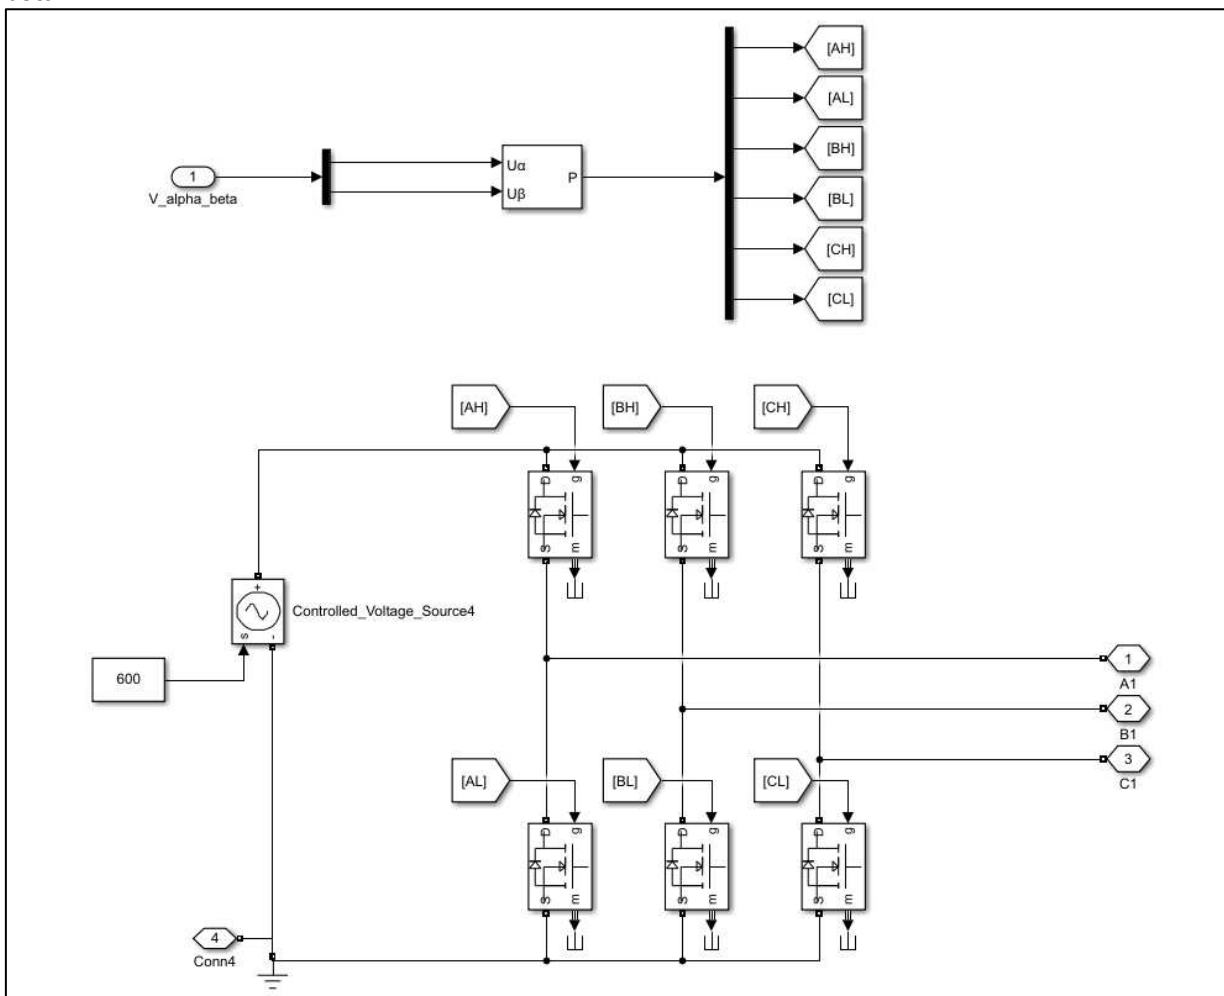 [AH]
[AL]
[BH]
[BL]
[CH]
[CL]
1
V_alpha_beta
Uα
Uβ
P
[AH]
[BH]
[CH]
D
g
S
m
D
g
S
m
D
g
S
m
+
s
-
Controlled_Voltage_Source4
600
1
A1
2
B1
3
C1
[AL]
[BL]
[CL]
D
g
S
m
D
g
S
m
D
g
S
m
4
Conn4